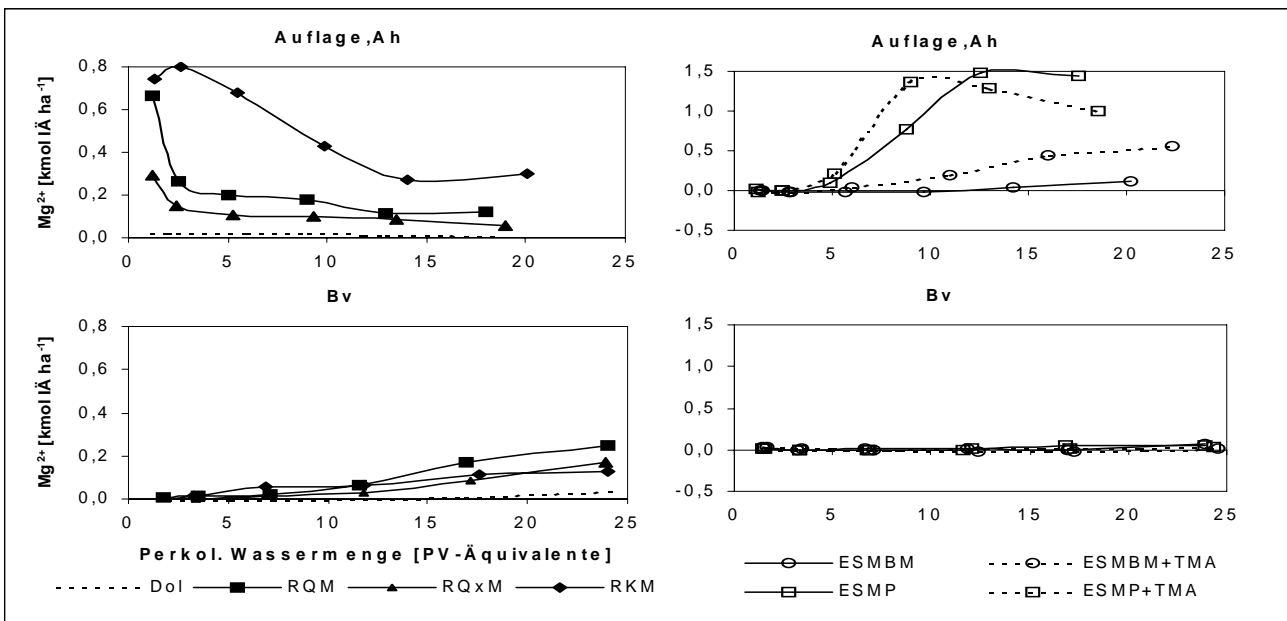 Auflage,Ah
Mg²⁺ [kmol IÄ ha⁻¹]
0,8
0,6
0,4
0,2
0,0
0 5 10 15 20 25
Auflage,Ah
1,5
1,0
0,5
0,0
-0,5
0 5 10 15 20 25
Bv
Mg²⁺ [kmol IÄ ha⁻¹]
0,8
0,6
0,4
0,2
0,0
0 5 10 15 20 25
Perkol. Wassermenge [PV-Äquivalente]
Dol RQM RQxM RKM
Bv
1,5
1,0
0,5
0,0
-0,5
0 5 10 15 20 25
ESMBM ESMBM+TMA
ESMP ESMP+TMA